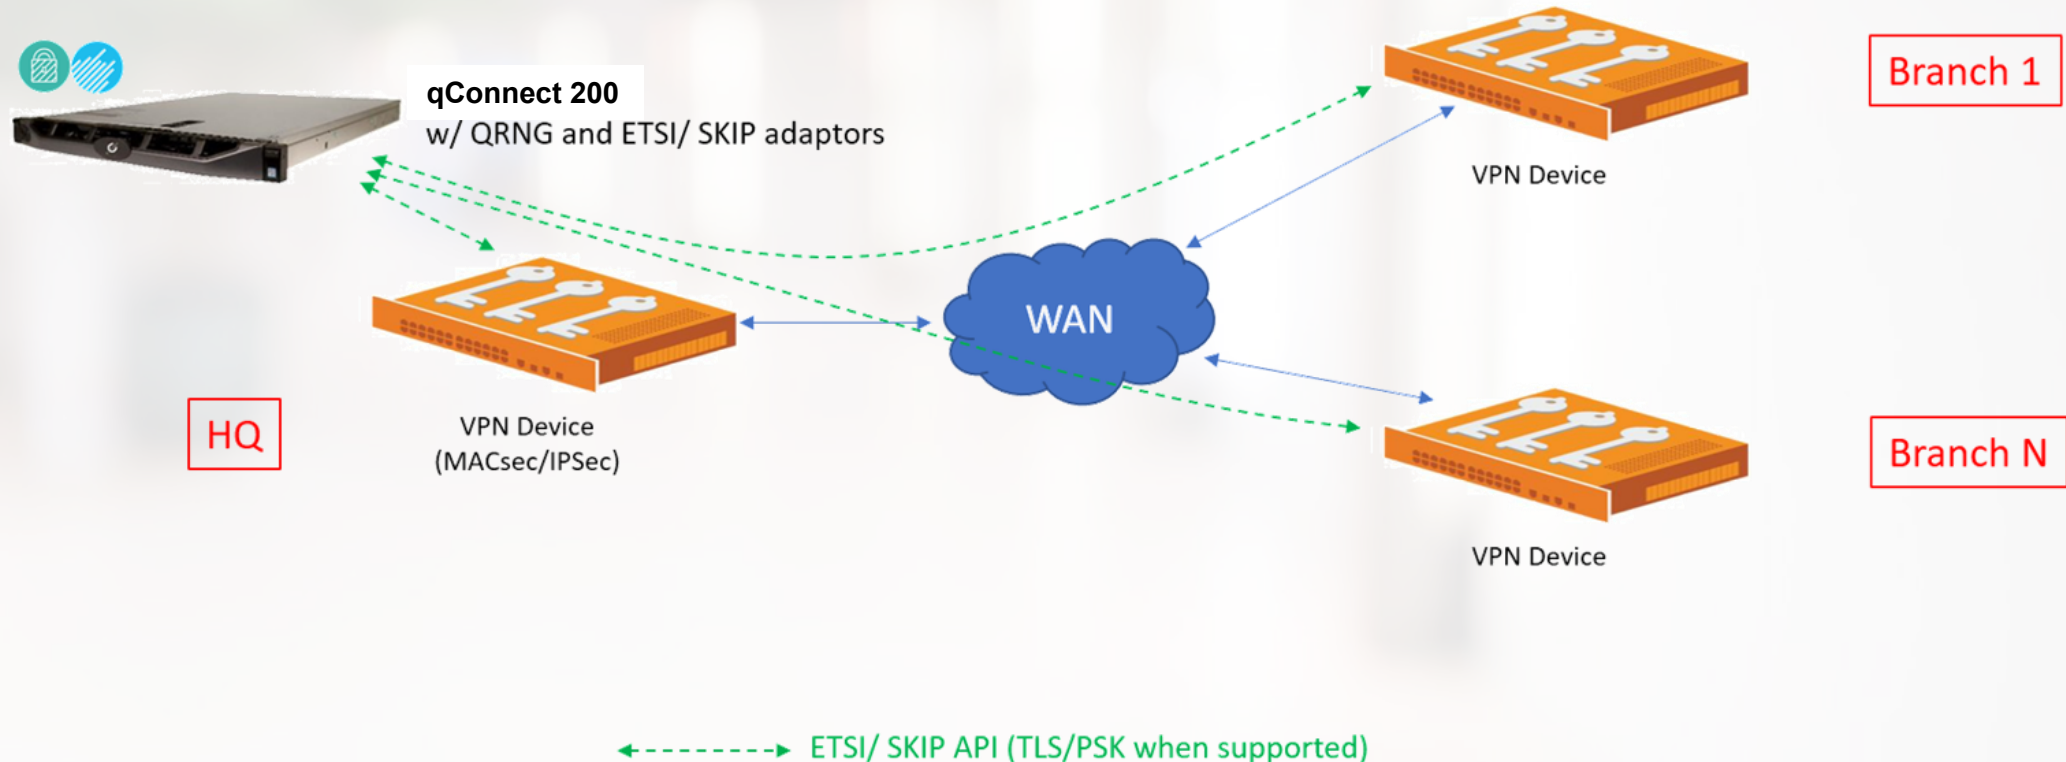 qConnect 200
w/ QRNG and ETSI/ SKIP adaptors
Branch 1
VPN Device
WAN
HQ
VPN Device
(MACsec/IPSec)
Branch N
VPN Device
ETSI/ SKIP API (TLS/PSK when supported)